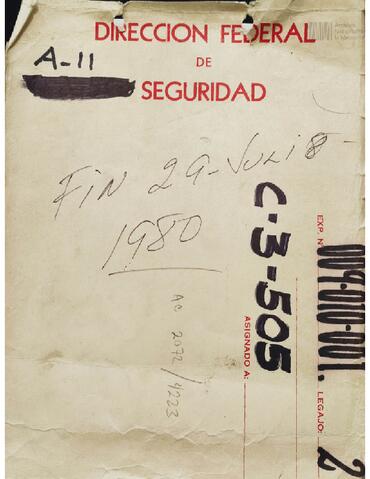 DIRECCION FEDERAL
DE
SEGURIDAD
A-11
FIN 29-JULIO-
1980
C-3-505
AC 2072/4223
ASIGNADO A:
EXP. N
009-010-001.
LEGAJO: 2